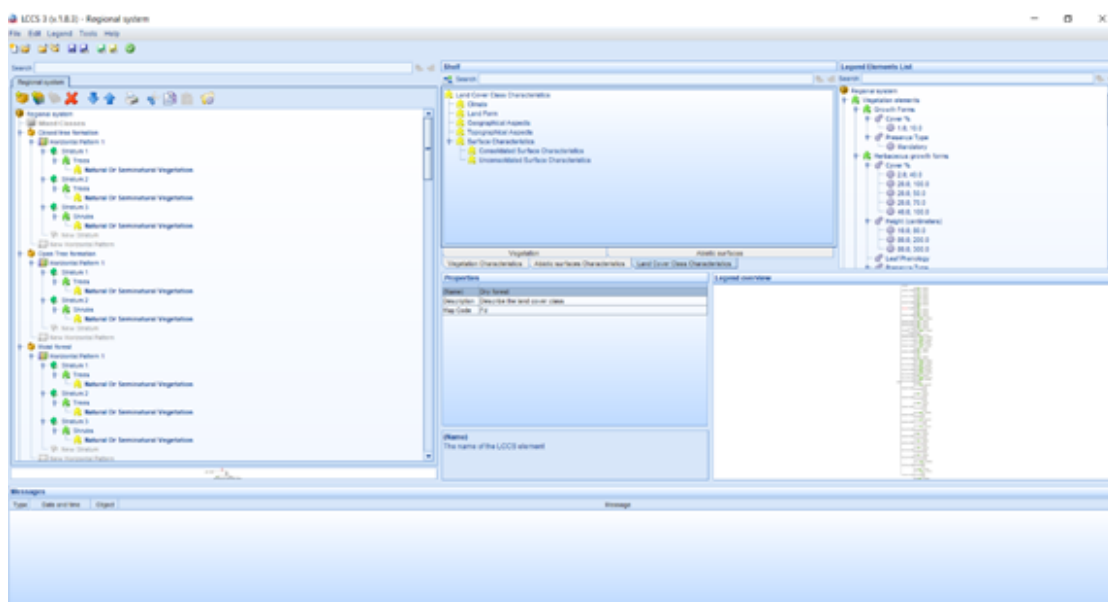 LCCS 3 (v.1.8.2) - Regional system
File Edit Legend Tools Help
Search
Regional system
Regional system
Mixed Classes
Closed tree formation
Horizontal Pattern 1
Stratum 1
Trees
Natural Or Seminatural Vegetation
Stratum 2
Trees
Natural Or Seminatural Vegetation
Stratum 3
Shrubs
Natural Or Seminatural Vegetation
New Stratum
New Horizontal Pattern
Open Tree formation
Horizontal Pattern 1
Stratum 1
Trees
Natural Or Seminatural Vegetation
Stratum 2
Shrubs
Natural Or Seminatural Vegetation
New Stratum
New Horizontal Pattern
Moist forest
Horizontal Pattern 1
Stratum 1
Trees
Natural Or Seminatural Vegetation
Stratum 2
Trees
Natural Or Seminatural Vegetation
Stratum 3
Shrubs
Natural Or Seminatural Vegetation
New Stratum
New Horizontal Pattern
Shelf
Search
Land Cover Class Characteristics
Climate
Land Form
Geographical Aspects
Topographical Aspects
Surface Characteristics
Consolidated Surface Characteristics
Unconsolidated Surface Characteristics
Vegetation Abiotic surfaces
Vegetation Characteristics Abiotic surfaces Characteristics Land Cover Class Characteristics
Properties
(Name) Dry forest
Description Describe the land cover class.
Map Code
(Name)
The name of the LCCS element
Legend Elements List
Search
Regional system
Vegetation elements
Growth Forms
Cover %
1.0, 10.0
Presence Type
Mandatory
Herbaceous growth forms
Cover %
2.0, 40.0
Height (centimeters)
Leaf Phenology
Presence Type
Legend overview
Messages
Type Date and time Object Message